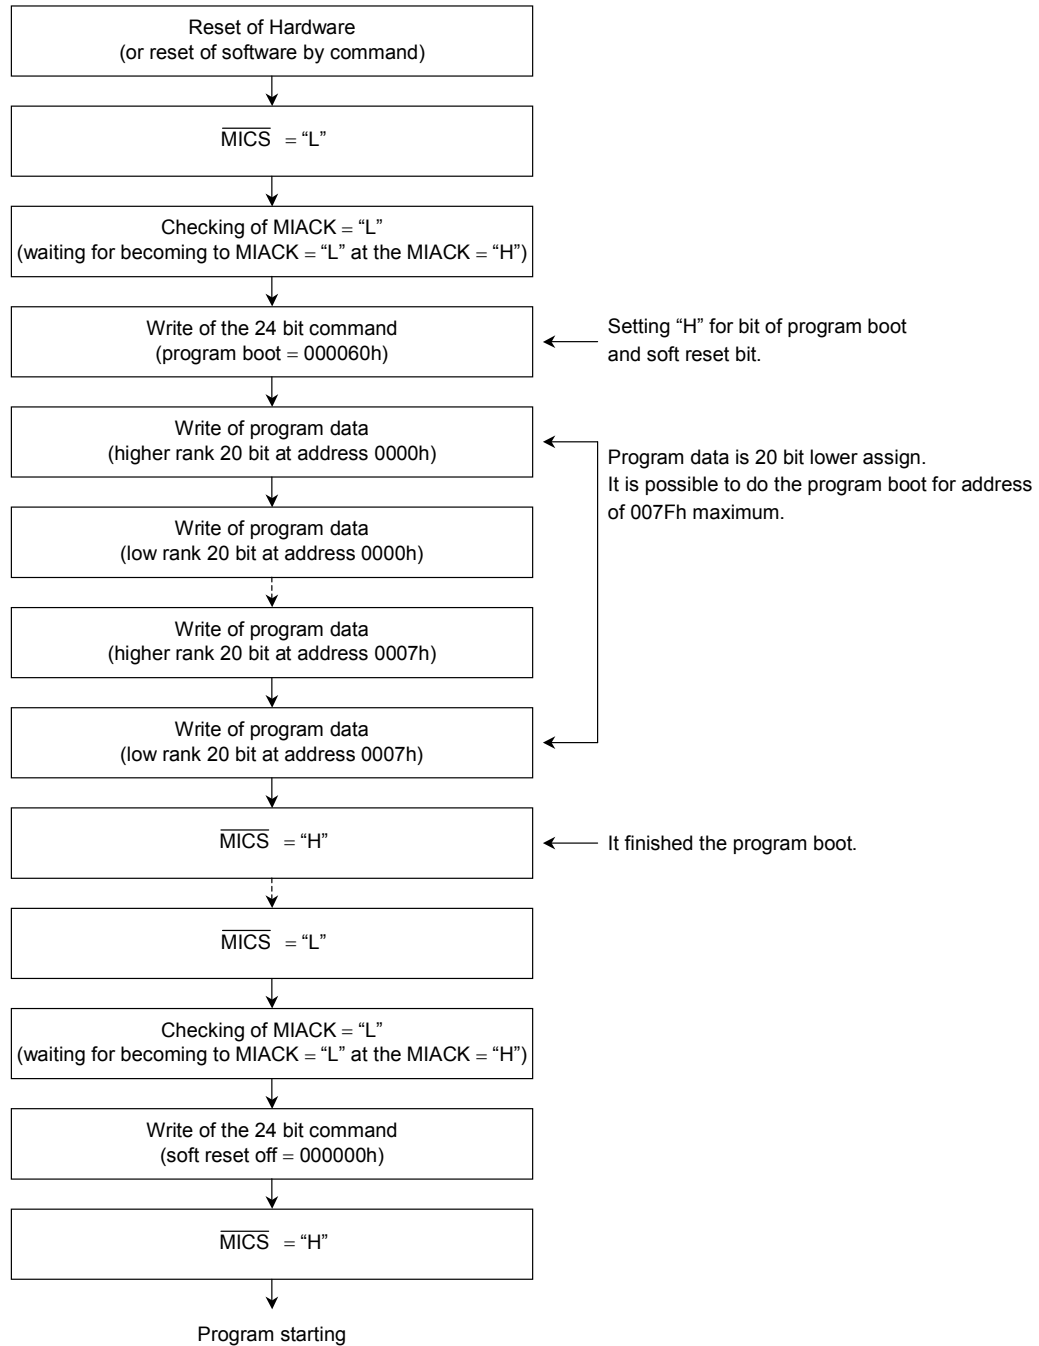 Reset of Hardware
(or reset of software by command)
MICS = “L”
Checking of MIACK = “L”
(waiting for becoming to MIACK = “L” at the MIACK = “H”)
Write of the 24 bit command
(program boot = 000060h)
Setting “H” for bit of program boot
and soft reset bit.
Write of program data
(higher rank 20 bit at address 0000h)
Program data is 20 bit lower assign.
It is possible to do the program boot for address
of 007Fh maximum.
Write of program data
(low rank 20 bit at address 0000h)
Write of program data
(higher rank 20 bit at address 0007h)
Write of program data
(low rank 20 bit at address 0007h)
MICS = “H”
It finished the program boot.
MICS = “L”
Checking of MIACK = “L”
(waiting for becoming to MIACK = “L” at the MIACK = “H”)
Write of the 24 bit command
(soft reset off = 000000h)
MICS = “H”
Program starting